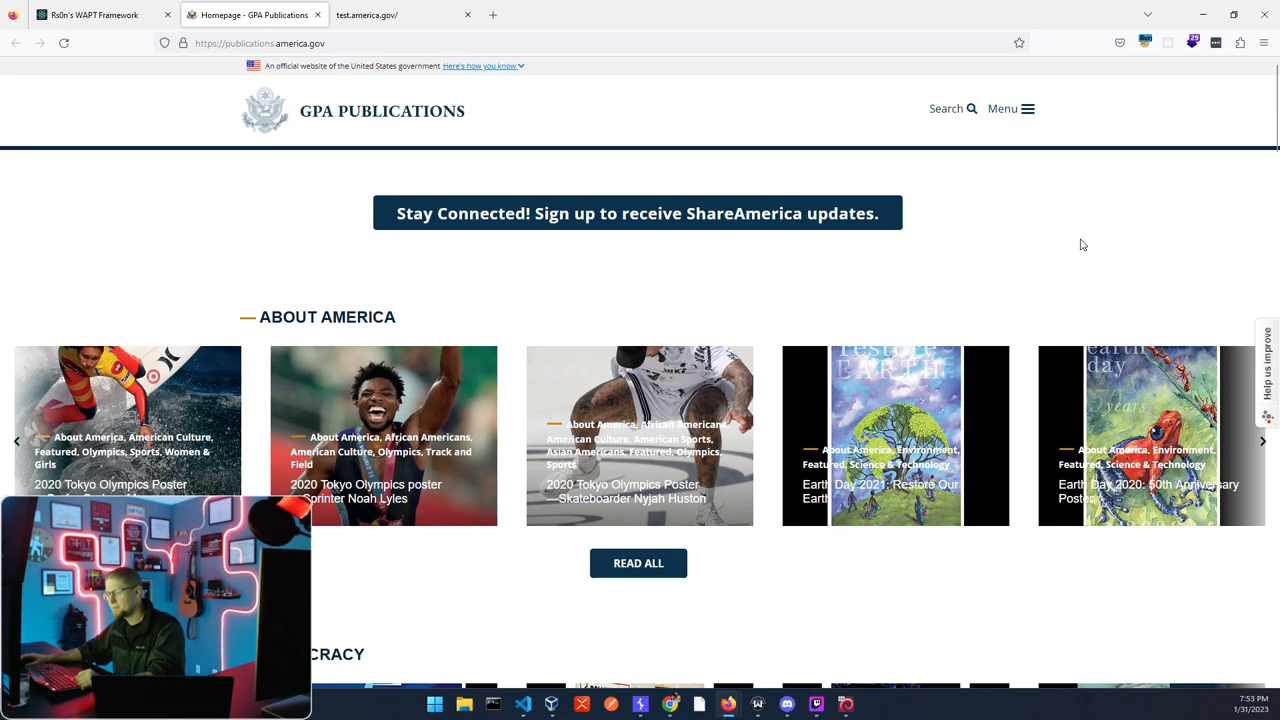 Rs0n's WAPT Framework
Homepage - GPA Publications
test.america.gov/
https://publications.america.gov
29
An official website of the United States government Here's how you know
GPA PUBLICATIONS
Search
Menu
Stay Connected! Sign up to receive ShareAmerica updates.
ABOUT AMERICA
Help us improve
About America, American Culture,
Featured, Olympics, Sports, Women &
Girls
2020 Tokyo Olympics Poster
About America, African Americans,
American Culture, Olympics, Track and
Field
2020 Tokyo Olympics poster
—Sprinter Noah Lyles
About America, African Americans,
American Culture, American Sports,
Asian Americans, Featured, Olympics,
Sports
2020 Tokyo Olympics Poster
—Skateboarder Nyjah Huston
EARTH
About America, Environment,
Featured, Science & Technology
Earth Day 2021: Restore Our
Earth
earth
day
years
About America, Environment,
Featured, Science & Technology
Earth Day 2020: 50th Anniversary
Poster
READ ALL
CRACY
7:53 PM
1/31/2023